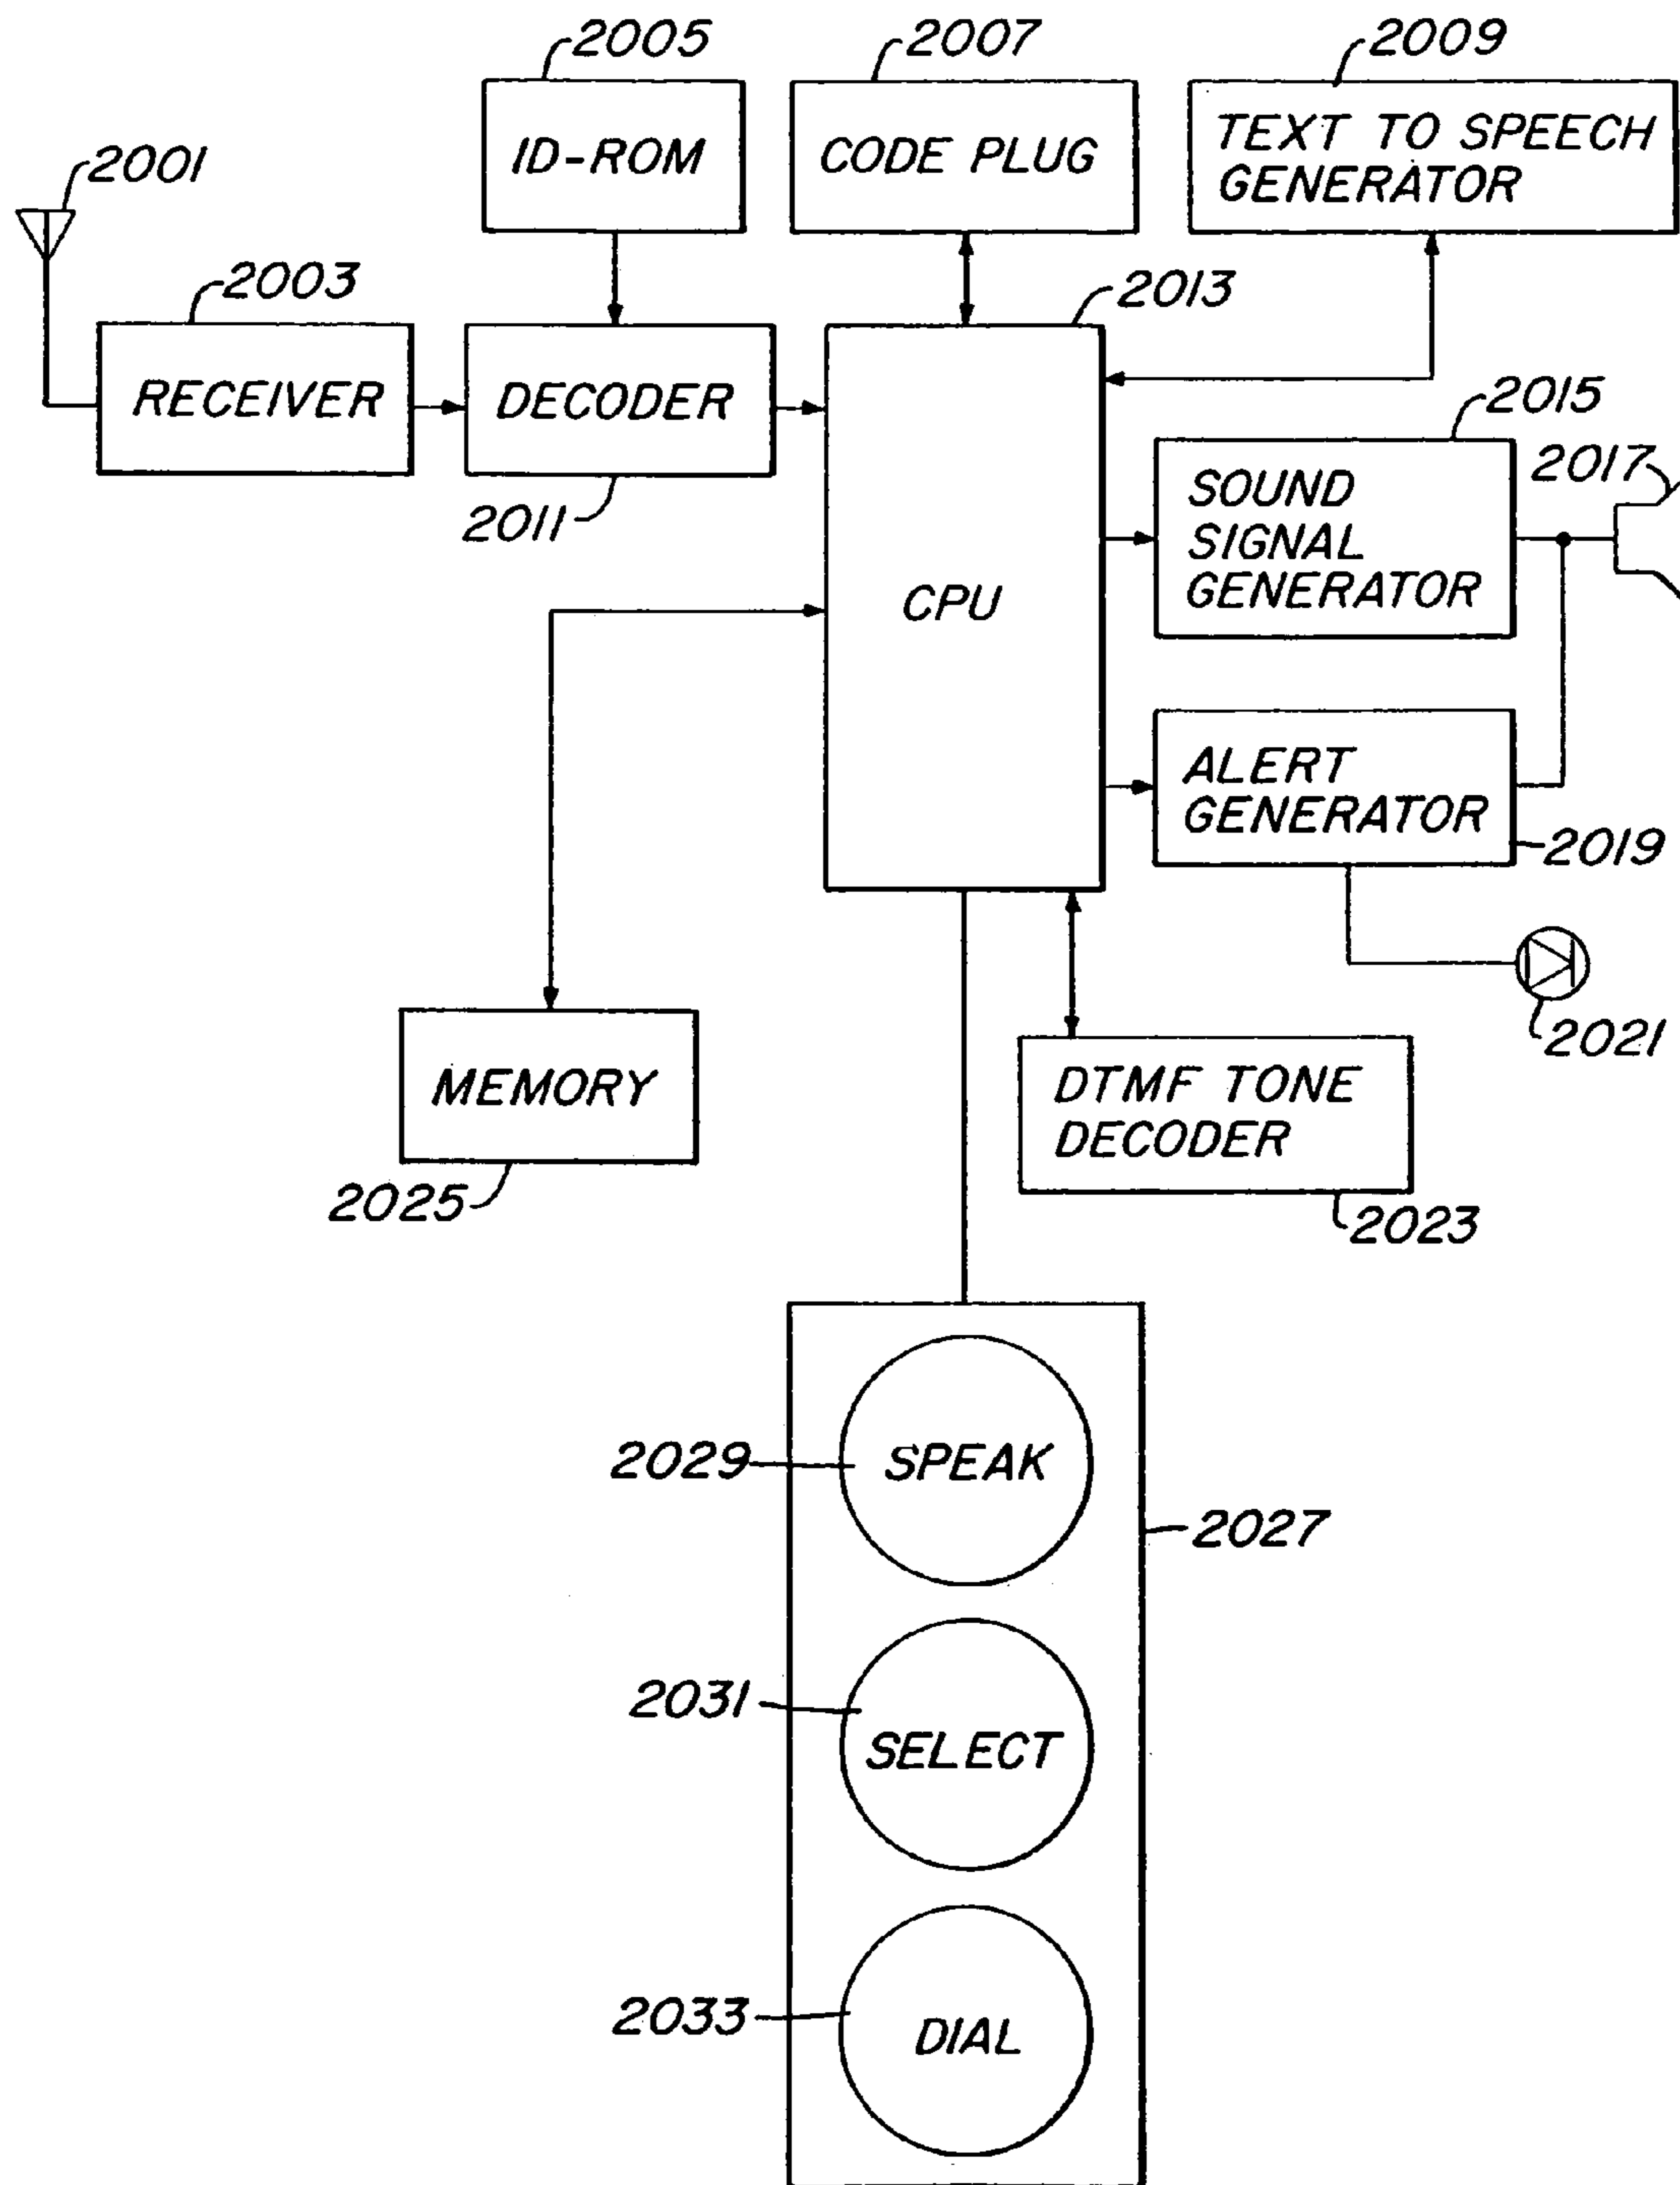 2005
2007
2009
ID-ROM
CODE PLUG
TEXT TO SPEECH
GENERATOR
2001
2003
2013
RECEIVER
DECODER
2011
CPU
2015
SOUND
SIGNAL
GENERATOR
2017
ALERT
GENERATOR
2019
2021
MEMORY
2025
DTMF TONE
DECODER
2023
2029
SPEAK
2027
2031
SELECT
2033
DIAL